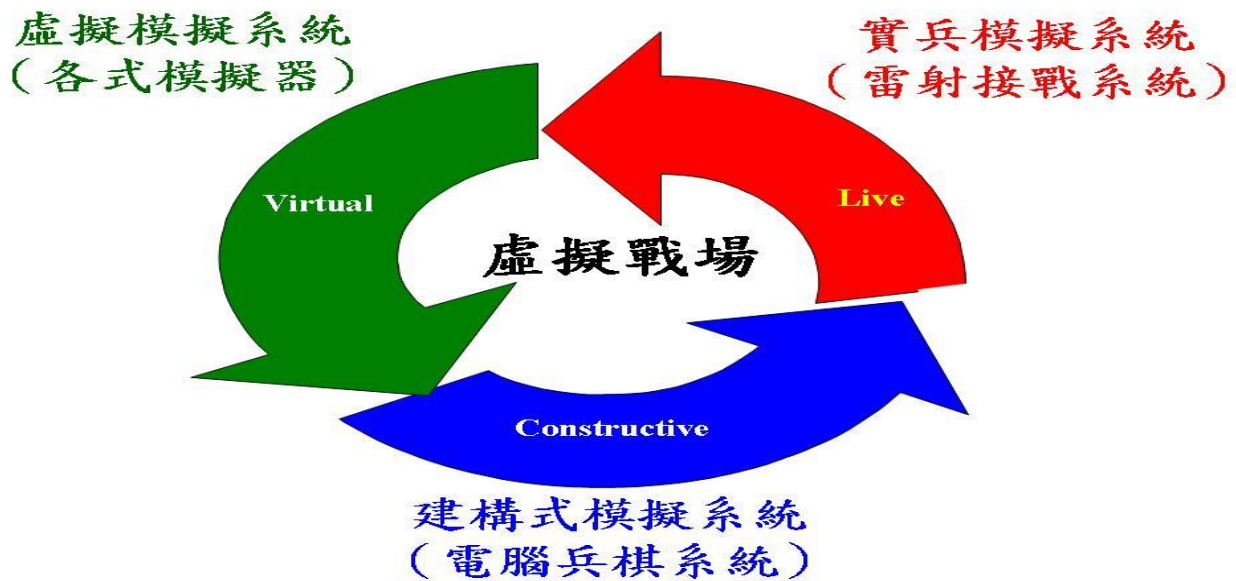 虛擬模擬系統
（各式模擬器）
實兵模擬系統
（雷射接戰系統）
Virtual
Live
虛擬戰場
Constructive
建構式模擬系統
（電腦兵棋系統）